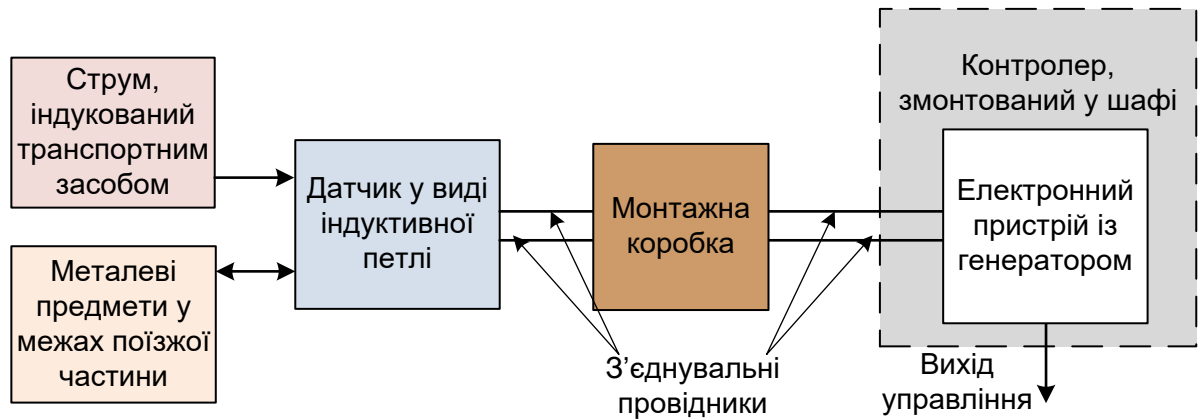 Струм,
індукований
транспортним
засобом
Металеві
предмети у
межах поїзжої
частини
Датчик у виді
індуктивної
петлі
Монтажна
коробка
З’єднувальні
провідники
Контролер,
змонтований у шафі
Електронний
пристрій із
генератором
Вихід
управління